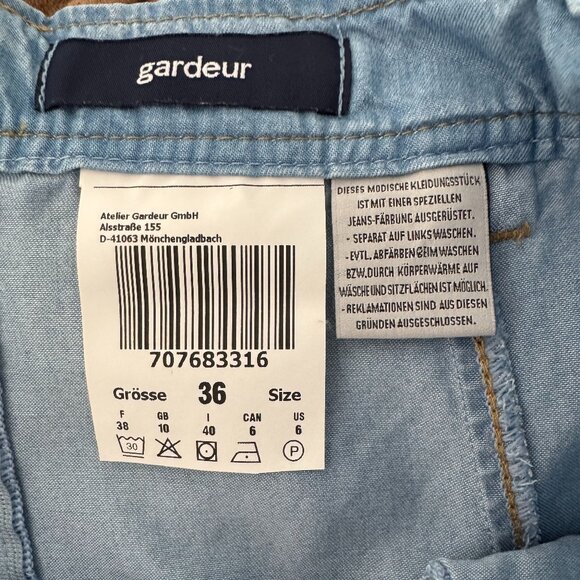 gardeur
Atelier Gardeur GmbH
Alsstraße 155
D-41063 Mönchengladbach
707683316
Grösse 36 Size
F GB I CAN US
38 10 40 6 6
30 P
DIESES MODISCHE KLEIDUNGSSTÜCK
IST MIT EINER SPEZIELLEN
JEANS-FÄRBUNG AUSGERÜSTET.
- SEPARAT AUF LINKS WASCHEN.
- EVTL. ABFÄRBEN BEIM WASCHEN
BZW. DURCH KÖRPERWÄRME AUF
WÄSCHE UND SITZFLÄCHEN IST MÖGLICH.
- REKLAMATIONEN SIND AUS DIESEN
GRÜNDEN AUSGESCHLOSSEN.